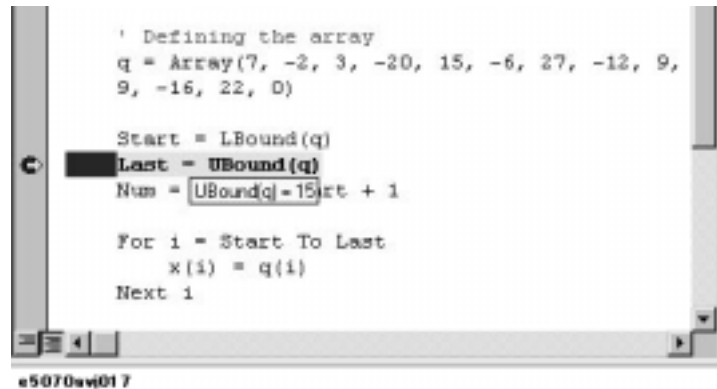 ' Defining the array
q = Array(7, -2, 3, -20, 15, -6, 27, -12, 9,
9, -16, 22, 0)
Start = LBound(q)
Last = UBound(q)
Num = UBound(q) = 15 rt + 1
For i = Start To Last
x(i) = q(i)
Next i
e5070avj017